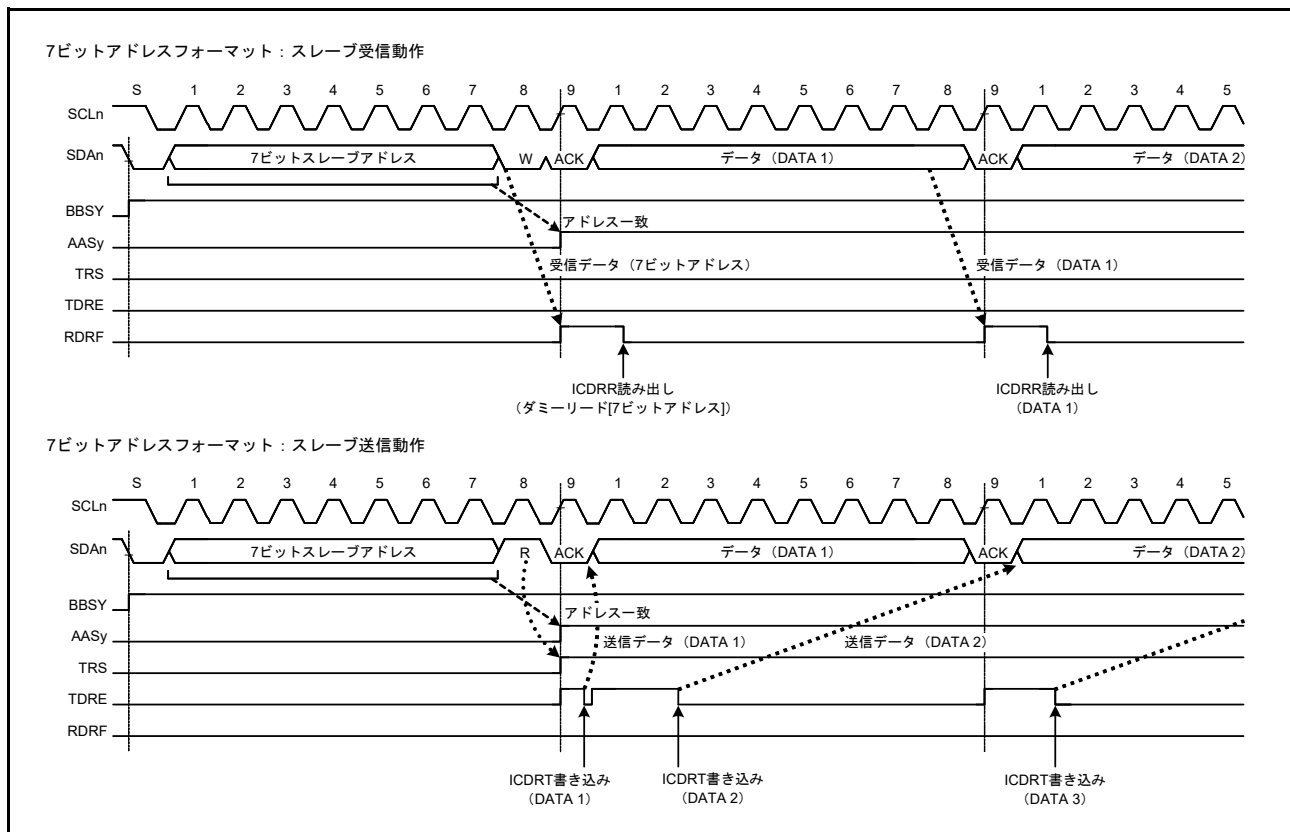 7ビットアドレスフォーマット：スレーブ受信動作
S 1 2 3 4 5 6 7 8 9 1 2 3 4 5 6 7 8 9 1 2 3 4 5
SCLn
SDAn 7ビットスレーブアドレス W ACK データ（DATA 1） ACK データ（DATA 2）
BBSY
アドレス一致
AASy
受信データ（7ビットアドレス） 受信データ（DATA 1）
TRS
TDRE
RDRF
ICDRR読み出し ICDRR読み出し
（ダミーリード[7ビットアドレス]） （DATA 1）
7ビットアドレスフォーマット：スレーブ送信動作
S 1 2 3 4 5 6 7 8 9 1 2 3 4 5 6 7 8 9 1 2 3 4 5
SCLn
SDAn 7ビットスレーブアドレス R ACK データ（DATA 1） ACK データ（DATA 2）
BBSY
アドレス一致
AASy
送信データ（DATA 1） 送信データ（DATA 2）
TRS
TDRE
RDRF
ICDRT書き込み ICDRT書き込み ICDRT書き込み
（DATA 1） （DATA 2） （DATA 3）